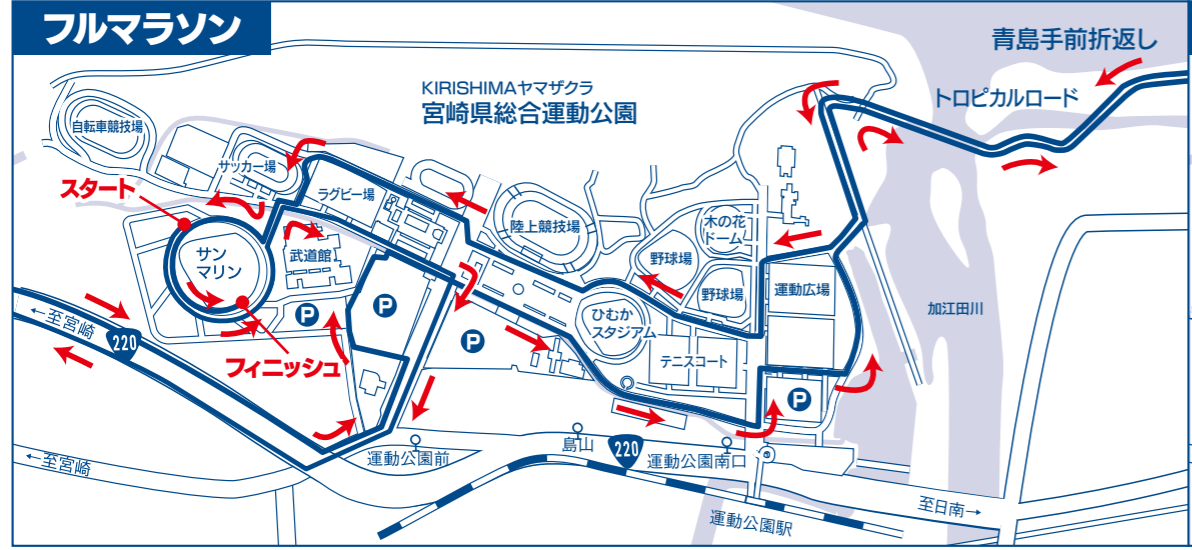 フルマラソン
青島手前折返し
KIRISHIMAヤマザクラ
宮崎県総合運動公園
トロピカルロード
自転車競技場
サッカー場
スタート
ラグビー場
陸上競技場
木の花
ドーム
サン
マリン
武道館
野球場
野球場
運動広場
加江田川
P
ひむか
スタジアム
←至宮崎
220
P
P
テニスコート
フィニッシュ
P
←至宮崎
運動公園前
島山
220
運動公園南口
至日南→
運動公園駅